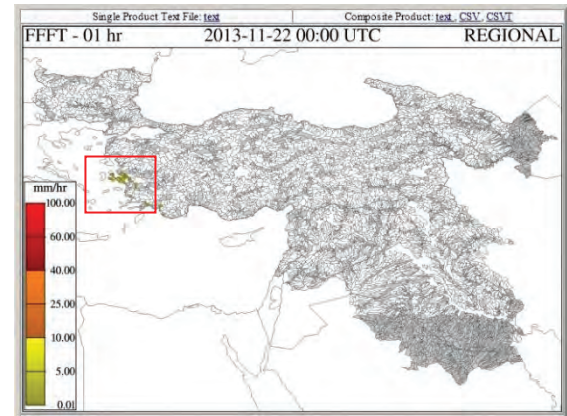 Single Product Text File: text Composite Product: text , CSV , CSVT
FFFT - 01 hr 2013-11-22 00:00 UTC REGIONAL
mm/hr
100.00
60.00
40.00
25.00
10.00
5.00
0.01